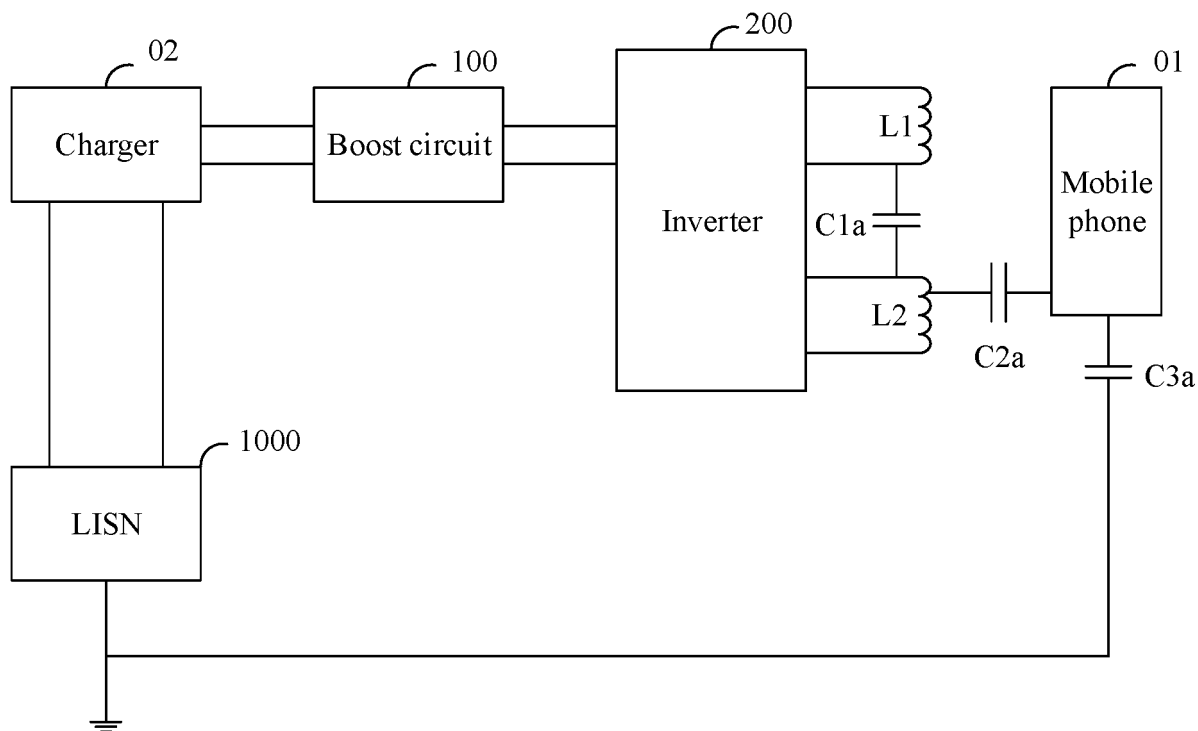 02
100
200
01
Charger
Boost circuit
Inverter
L1
C1a
L2
Mobile
phone
C2a
C3a
1000
LISN